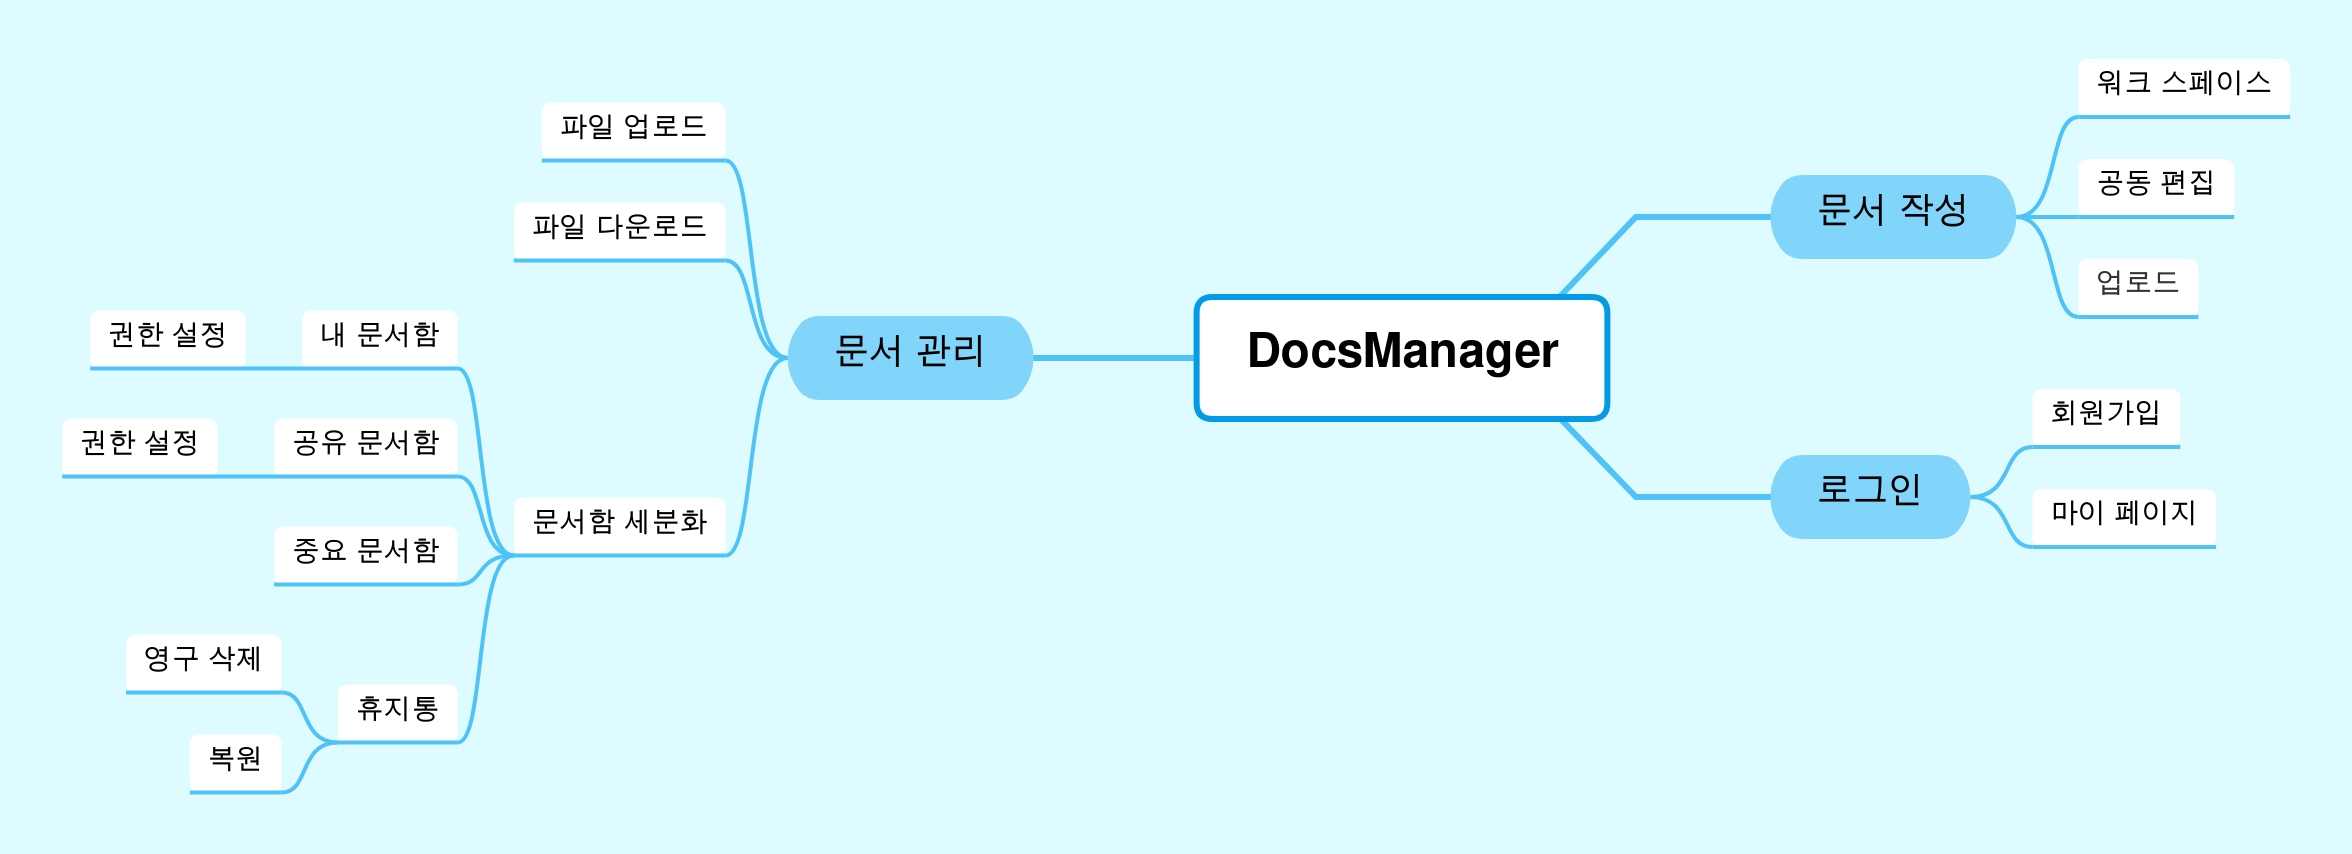 DocsManager
문서 작성
워크 스페이스
공동 편집
업로드
로그인
회원가입
마이 페이지
문서 관리
파일 업로드
파일 다운로드
문서함 세분화
내 문서함
권한 설정
공유 문서함
권한 설정
중요 문서함
휴지통
영구 삭제
복원